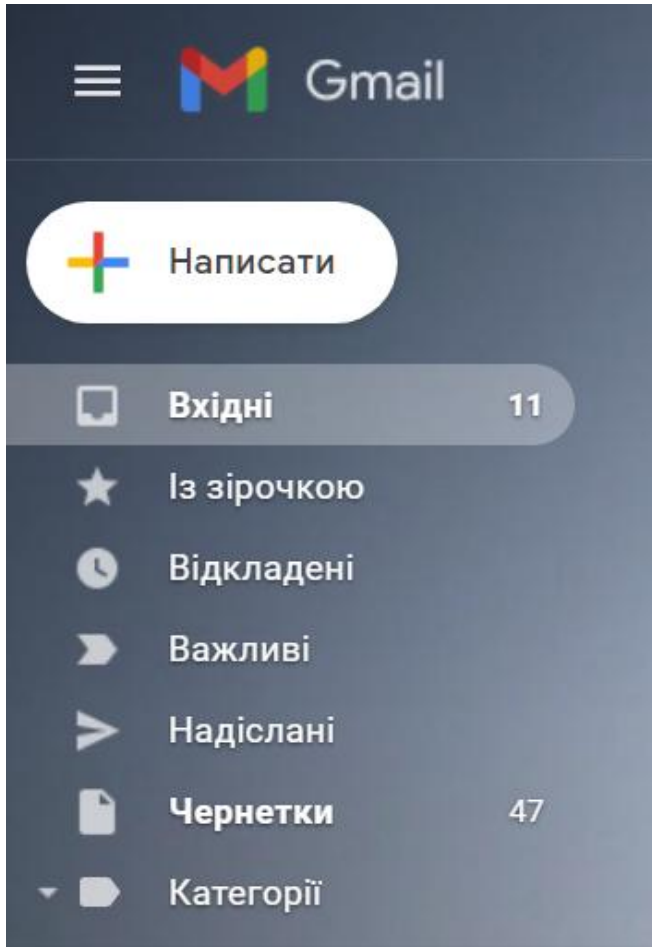 Gmail
Написати
Вхідні 11
Із зірочкою
Відкладені
Важливі
Надіслані
Чернетки 47
Категорії